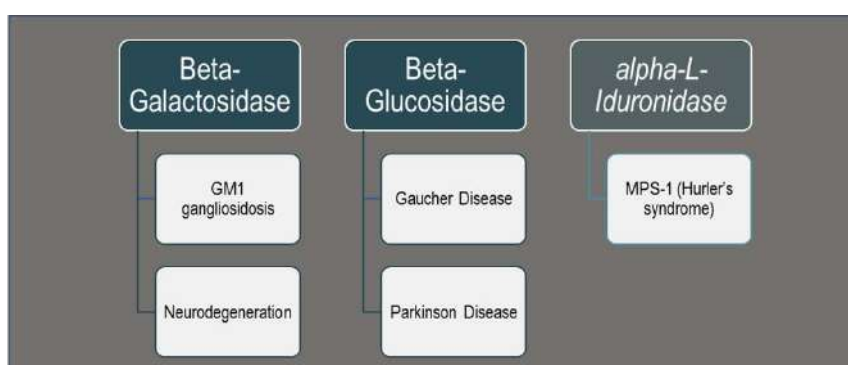 Beta-
Galactosidase
GM1
gangliosidosis
Neurodegeneration
Beta-
Glucosidase
Gaucher Disease
Parkinson Disease
alpha-L-
Iduronidase
MPS-1 (Hurler's
syndrome)